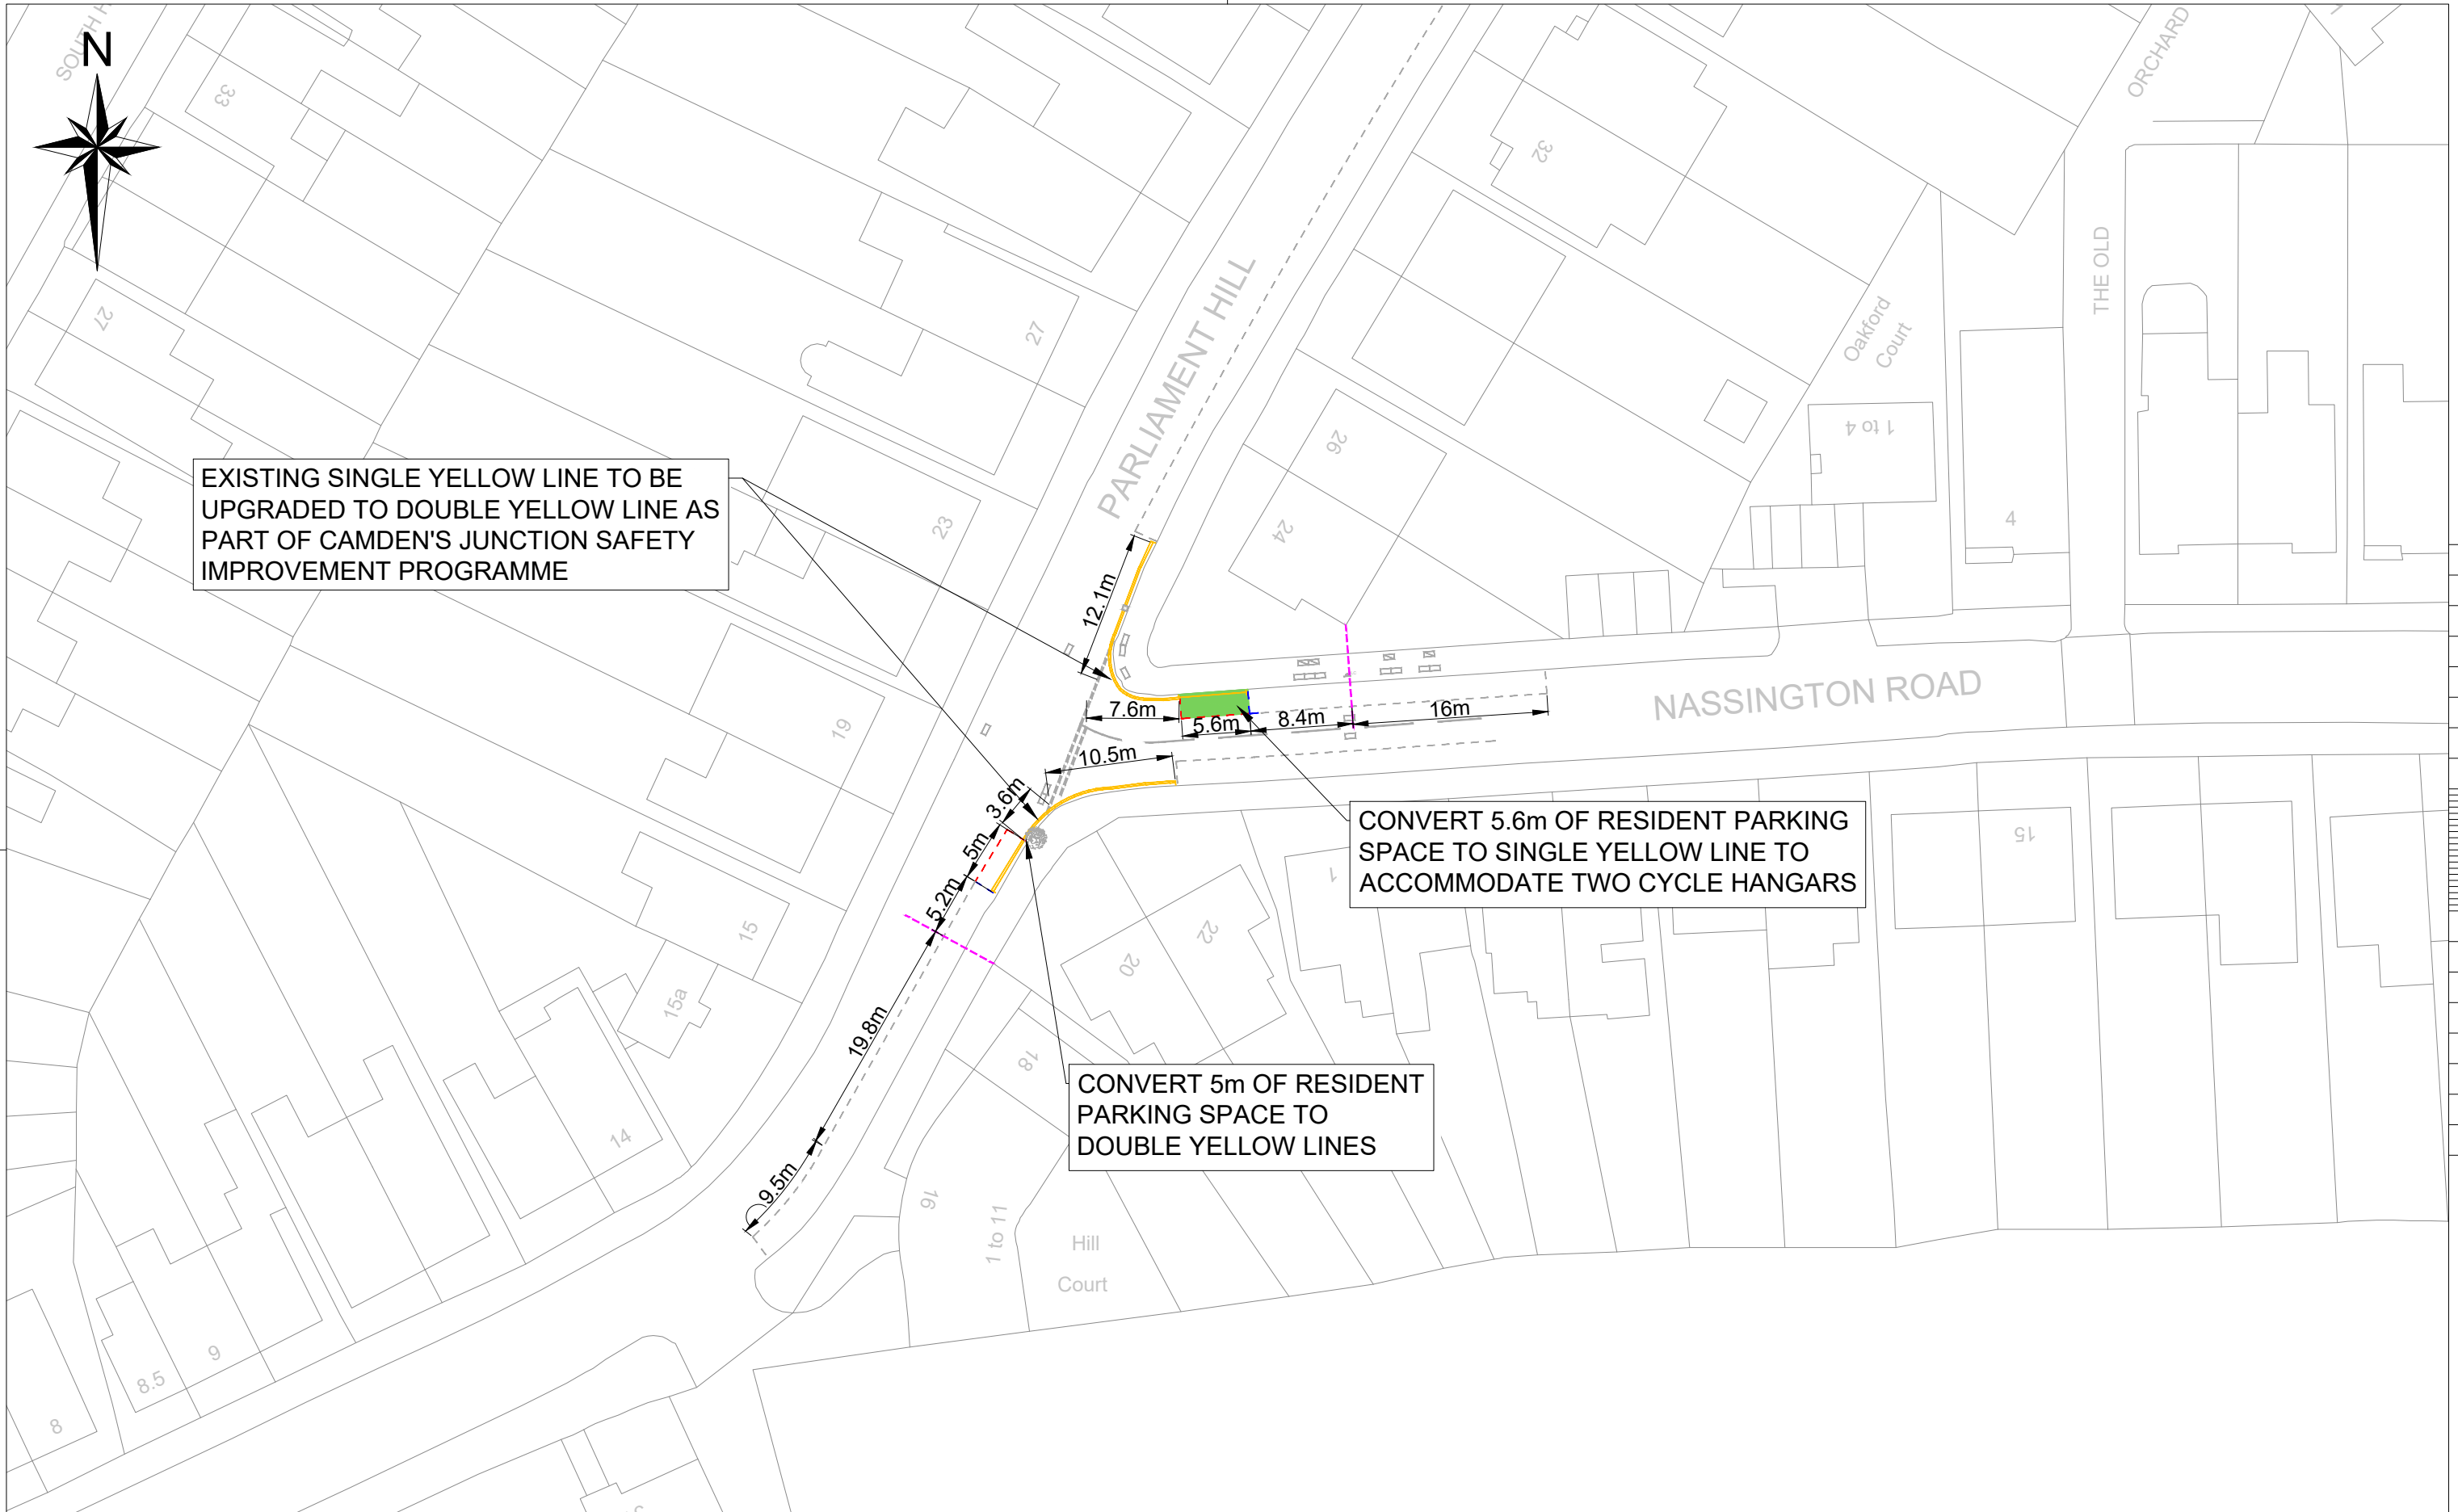 SOUTH H
N
33
27
ORCHARD
32
THE OLD
Oakford
Court
1 to 4
4
27
PARLIAMENT HILL
26
24
23
EXISTING SINGLE YELLOW LINE TO BE
UPGRADED TO DOUBLE YELLOW LINE AS
PART OF CAMDEN'S JUNCTION SAFETY
IMPROVEMENT PROGRAMME
12.1m
NASSINGTON ROAD
7.6m
5.6m
8.4m
16m
19
10.5m
3.6m
5m
5.2m
CONVERT 5.6m OF RESIDENT PARKING
SPACE TO SINGLE YELLOW LINE TO
ACCOMMODATE TWO CYCLE HANGARS
1
15
15
22
20
15a
19.8m
18
CONVERT 5m OF RESIDENT
PARKING SPACE TO
DOUBLE YELLOW LINES
14
9.5m
16
1 to 11
Hill
Court
9
8.5
8